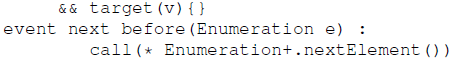 && target(v){}
event next before(Enumeration e) :
call(* Enumeration+.nextElement())